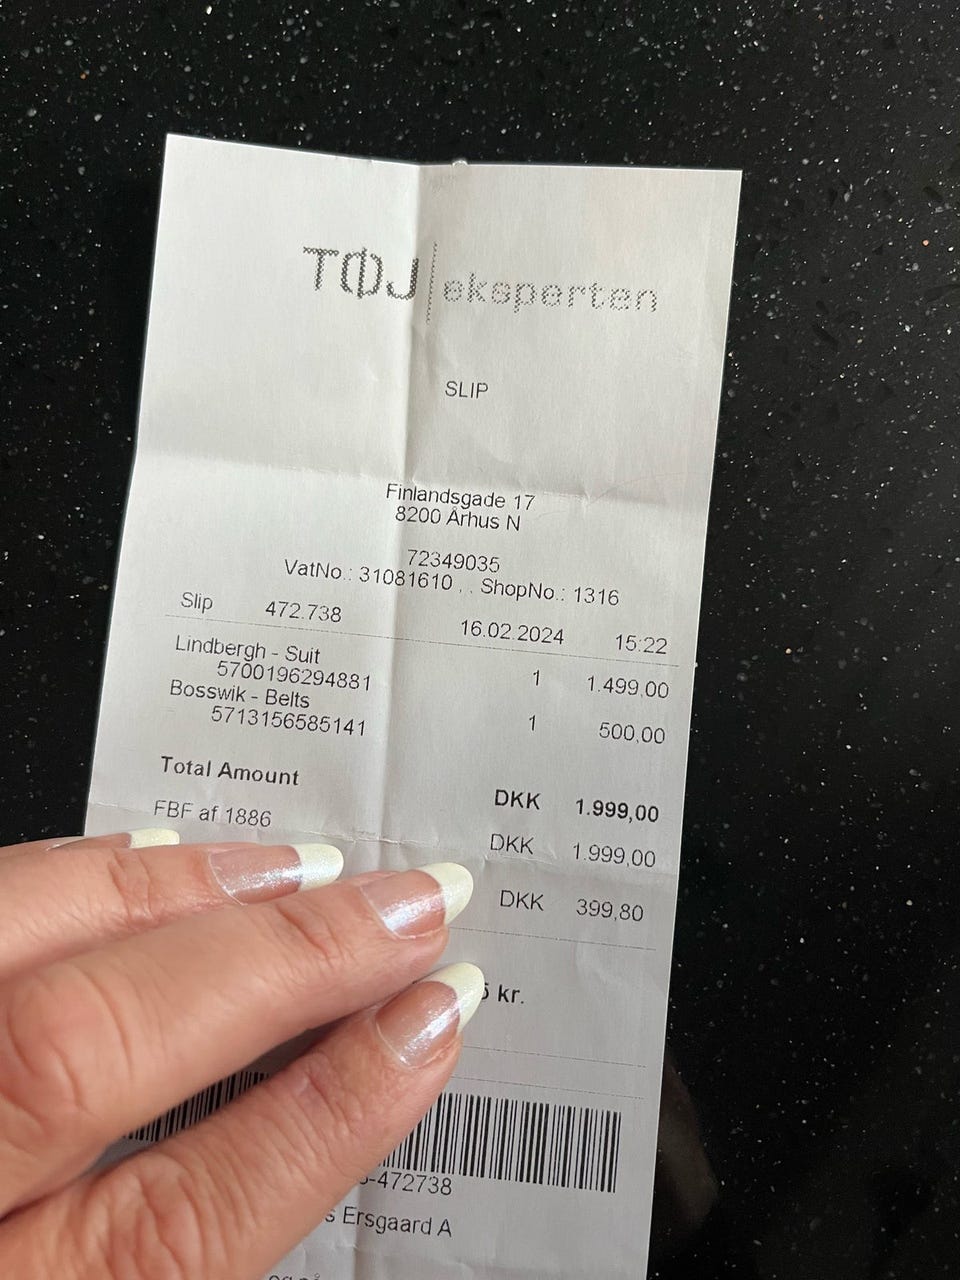 TØJ eksperten
SLIP
Finlandsgade 17
8200 Århus N
72349035
VatNo.: 31081610 , . ShopNo.: 1316
Slip 472.738 16.02.2024 15:22
Lindbergh - Suit
5700196294881 1 1.499,00
Bosswik - Belts
5713156585141 1 500,00
Total Amount DKK 1.999,00
FBF af 1886 DKK 1.999,00
DKK 399,80
kr.
-472738
Ersgaard A